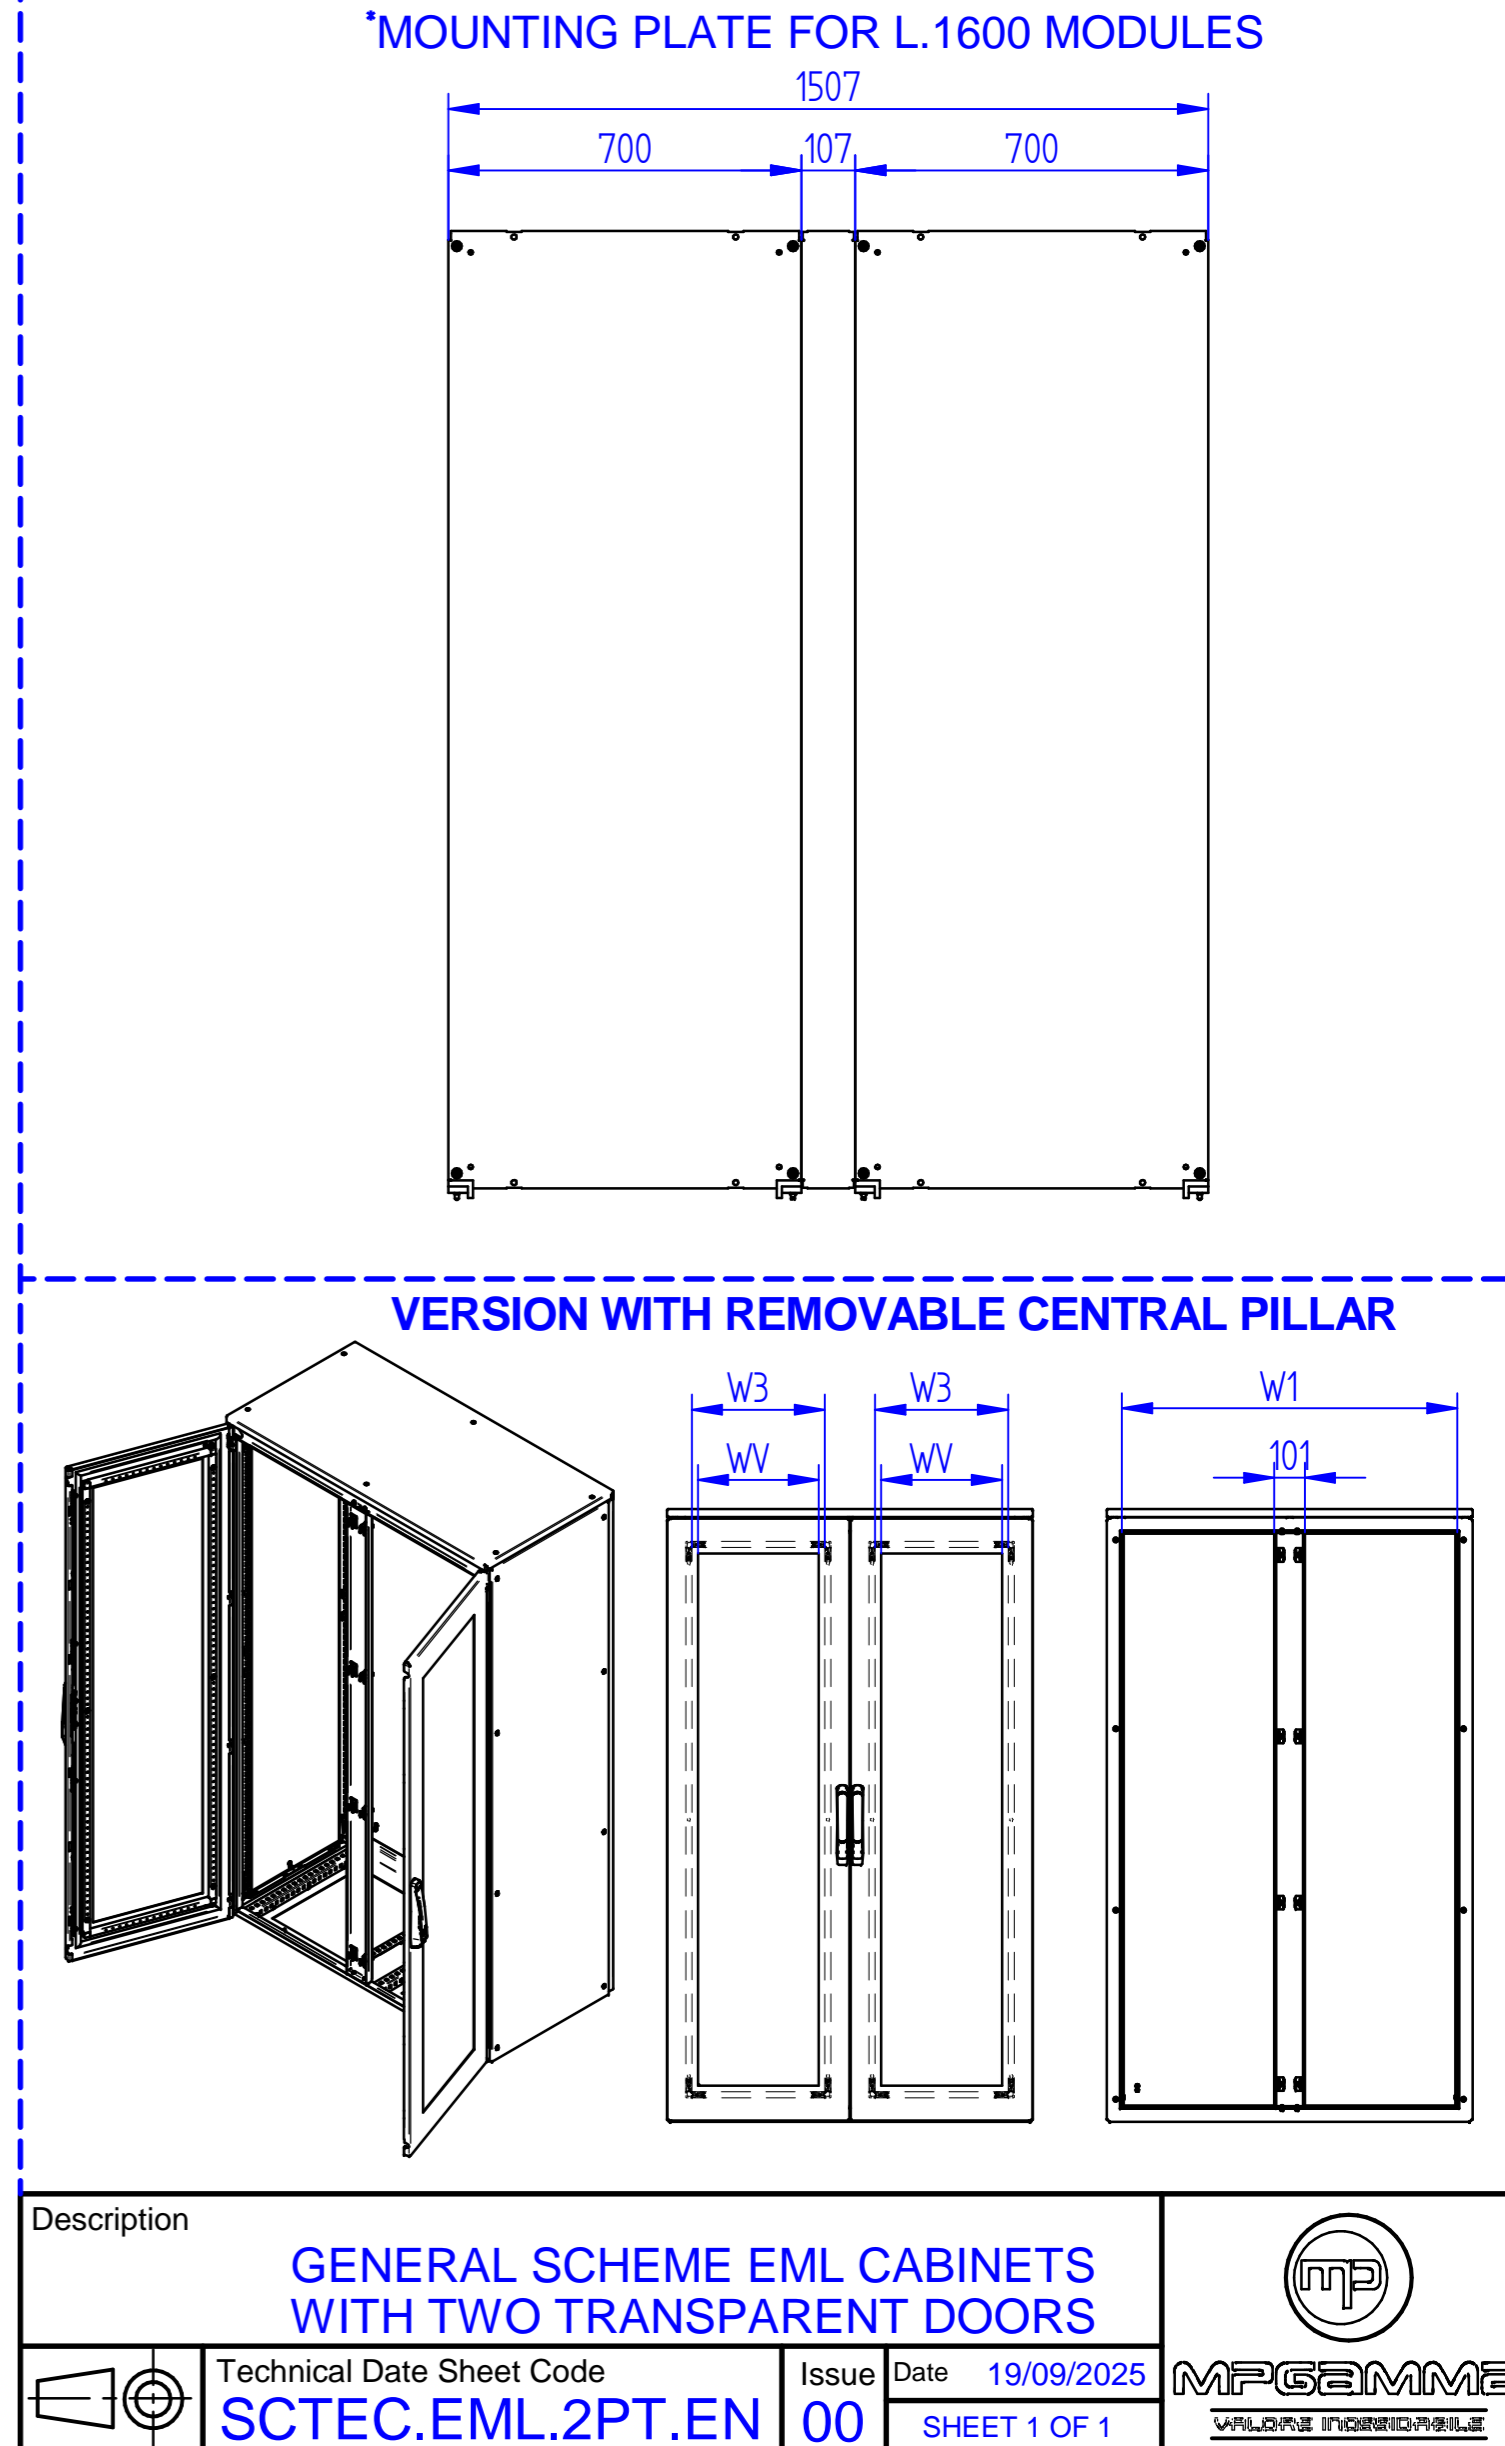 *MOUNTING PLATE FOR L.1600 MODULES
1507
700 107 700
VERSION WITH REMOVABLE CENTRAL PILLAR
W3 W3 W1
WV WV 101
Description
GENERAL SCHEME EML CABINETS
WITH TWO TRANSPARENT DOORS
Technical Date Sheet Code
SCTEC.EML.2PT.EN
Issue
00
Date 19/09/2025
SHEET 1 OF 1
mp
MPGAMMA
VALORE INOSSIDABILE